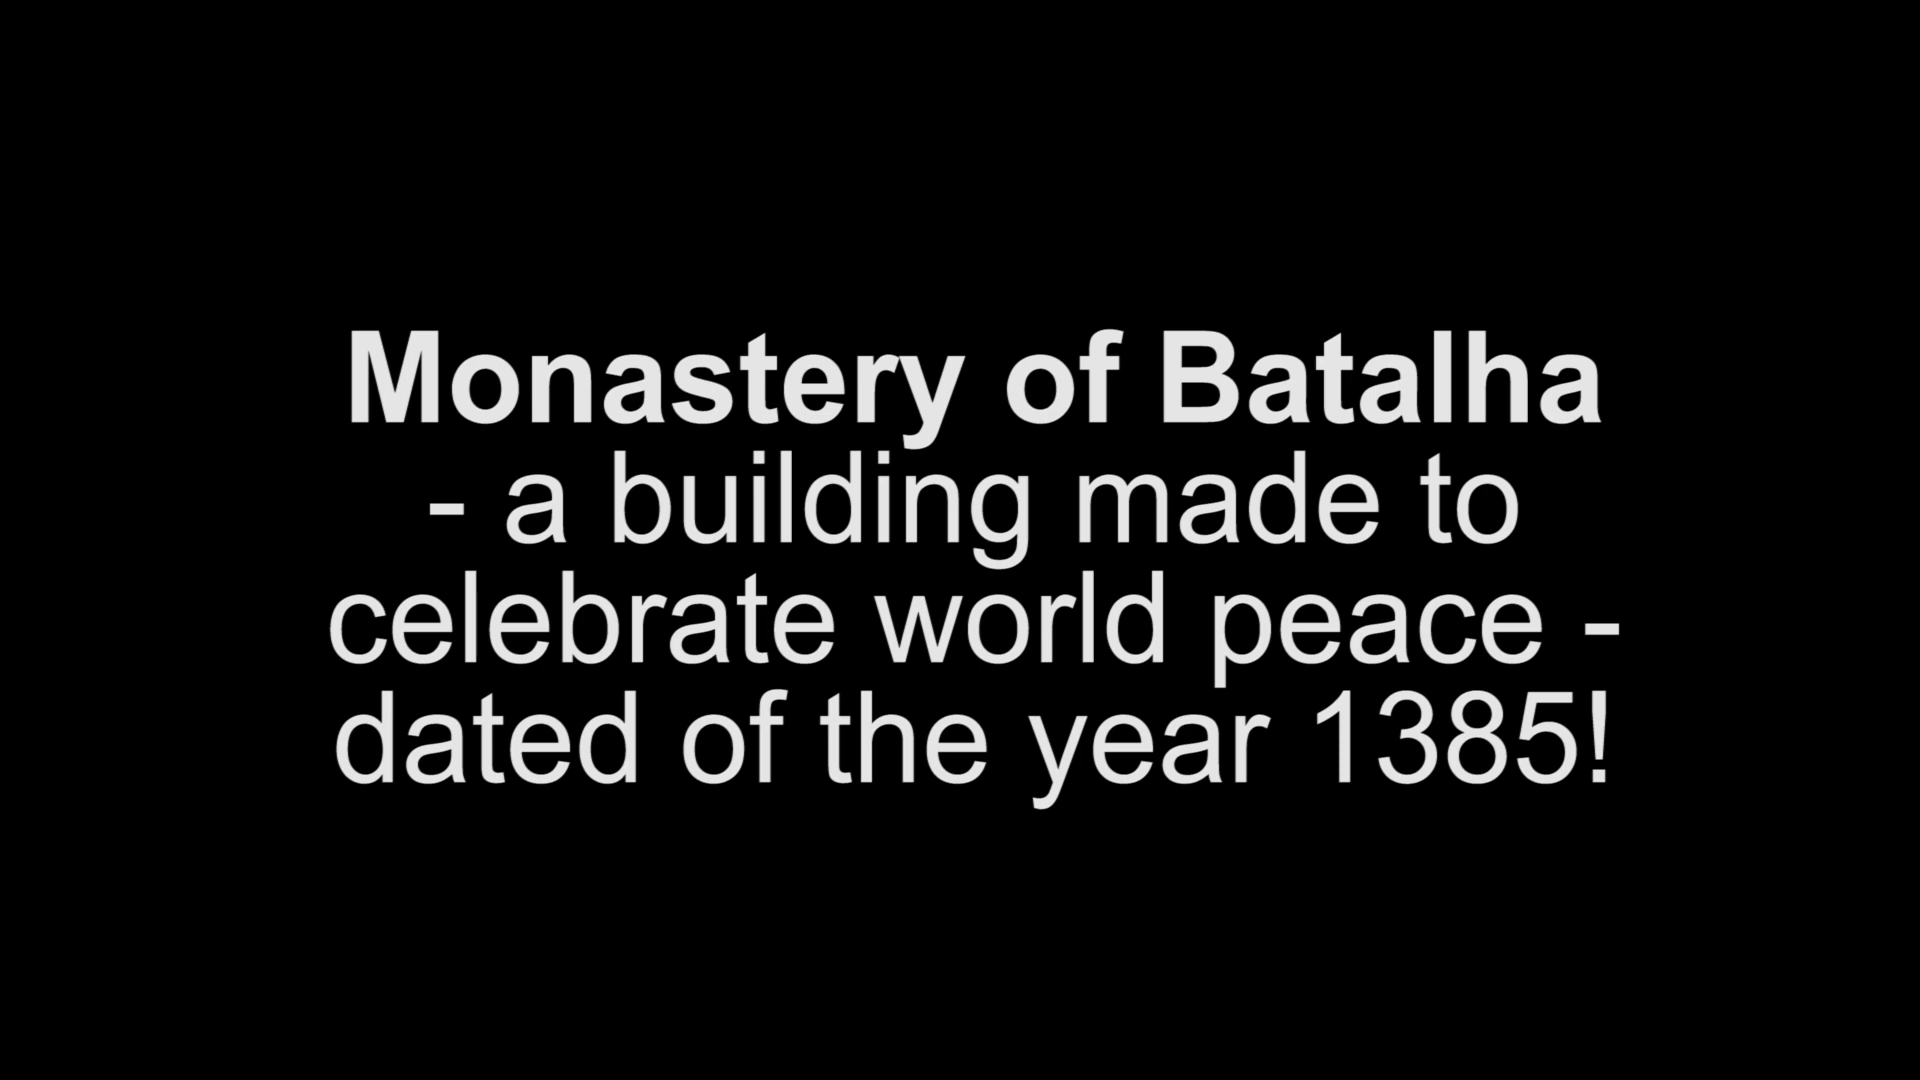 Monastery of Batalha
- a building made to
celebrate world peace -
dated of the year 1385!